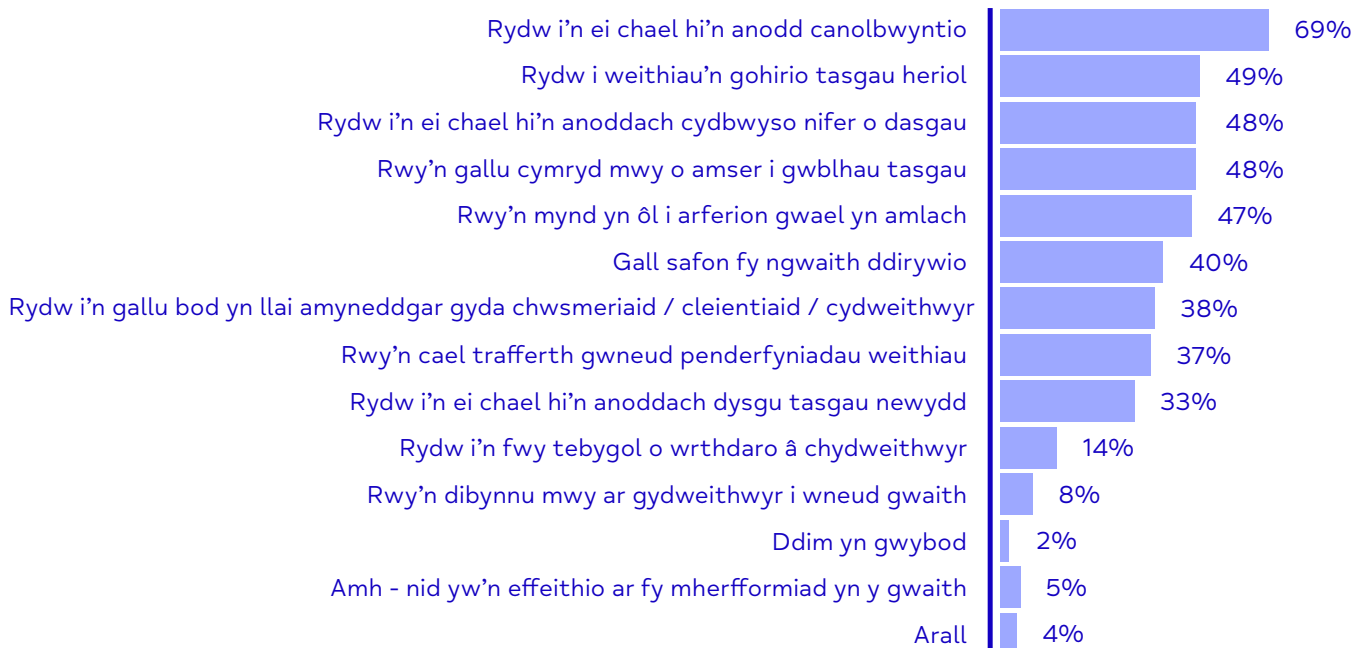 Rydw i'n ei chael hi'n anodd canolbwyntio 69%
Rydw i weithiau'n gohirio tasgau heriol 49%
Rydw i'n ei chael hi'n anoddach cydbwyso nifer o dasgau 48%
Rwy'n gallu cymryd mwy o amser i gwblhau tasgau 48%
Rwy'n mynd yn ôl i arferion gwael yn amlach 47%
Gall safon fy ngwaith ddirywio 40%
Rydw i'n gallu bod yn llai amyneddgar gyda chwsmeriaid / cleientiaid / cydweithwyr 38%
Rwy'n cael trafferth gwneud penderfyniadau weithiau 37%
Rydw i'n ei chael hi'n anoddach dysgu tasgau newydd 33%
Rydw i'n fwy tebygol o wrthdaro â chydweithwyr 14%
Rwy'n dibynnu mwy ar gydweithwyr i wneud gwaith 8%
Ddim yn gwybod 2%
Amh - nid yw'n effeithio ar fy mherfformiad yn y gwaith 5%
Arall 4%